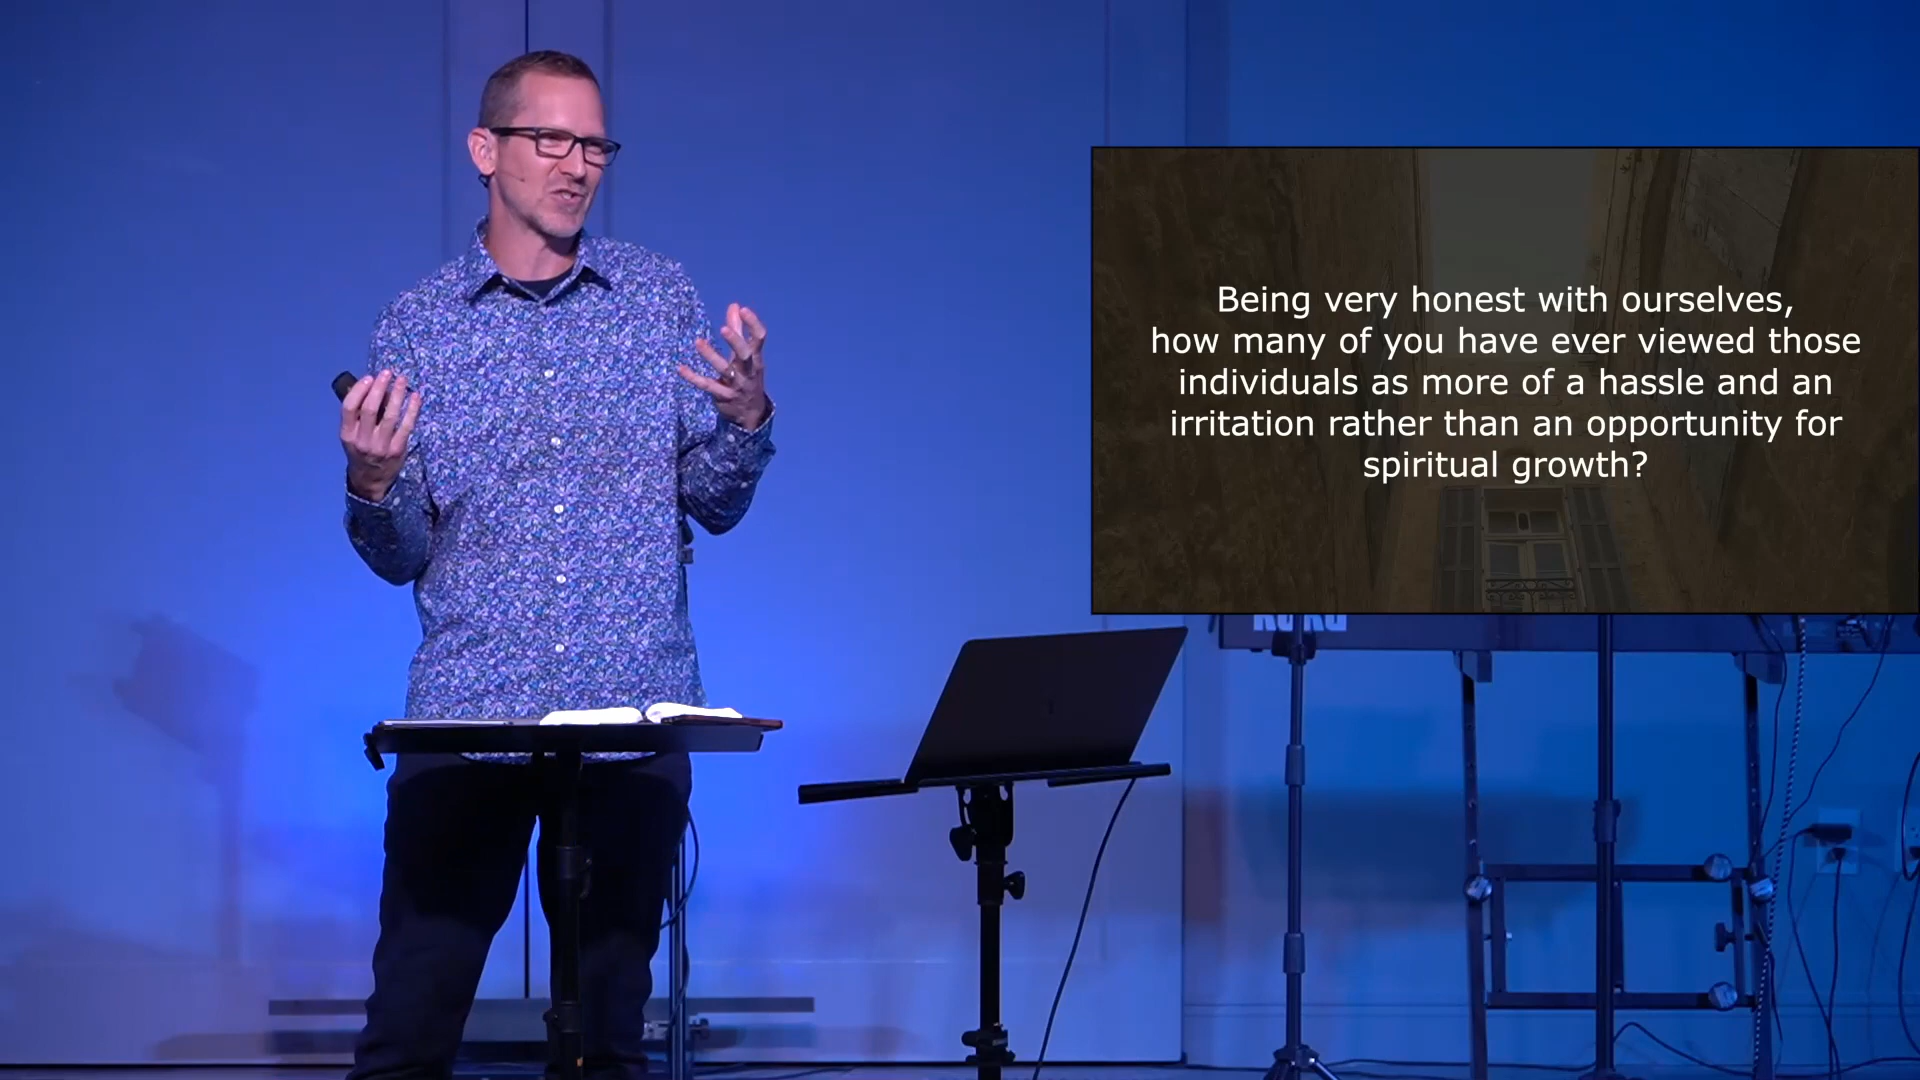 Being very honest with ourselves,
how many of you have ever viewed those
individuals as more of a hassle and an
irritation rather than an opportunity for
spiritual growth?